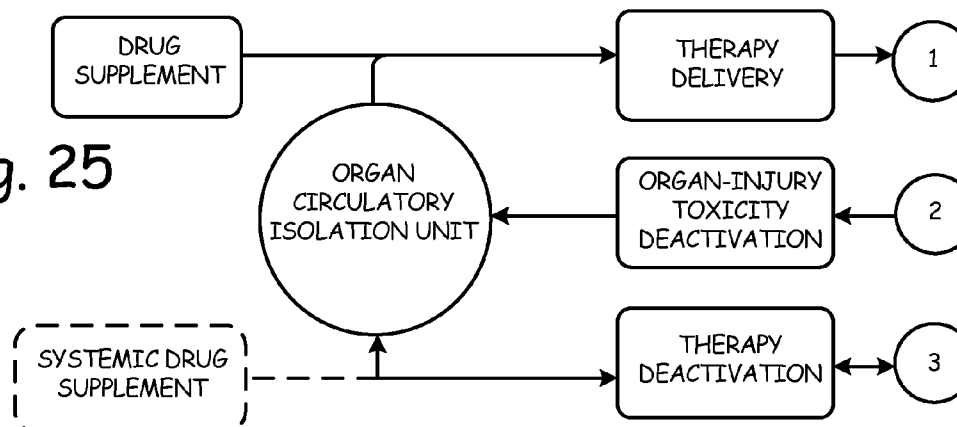 DRUG
SUPPLEMENT
THERAPY
DELIVERY
1
g. 25
ORGAN
CIRCULATORY
ISOLATION UNIT
ORGAN-INJURY
TOXICITY
DEACTIVATION
2
SYSTEMIC DRUG
SUPPLEMENT
THERAPY
DEACTIVATION
3